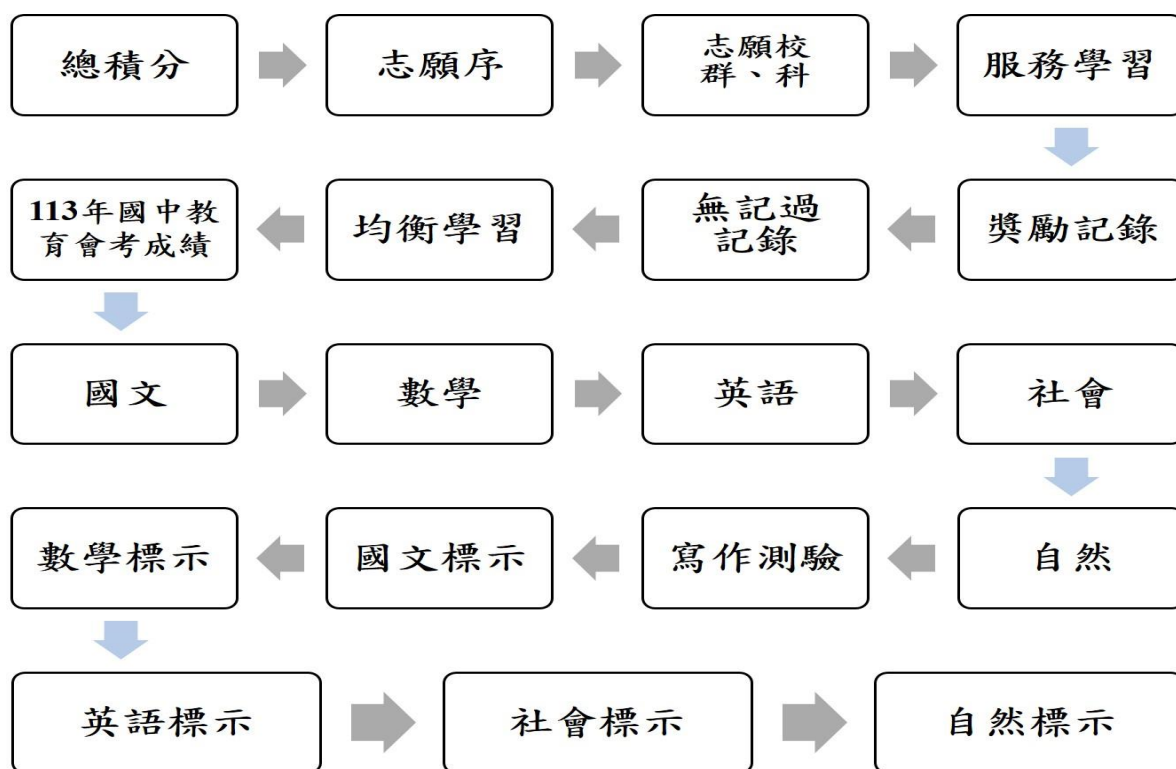 總積分
志願序
志願校
群、科
服務學習
獎勵記錄
無記過
記錄
均衡學習
113年國中教
育會考成績
國文
數學
英語
社會
自然
寫作測驗
國文標示
數學標示
英語標示
社會標示
自然標示